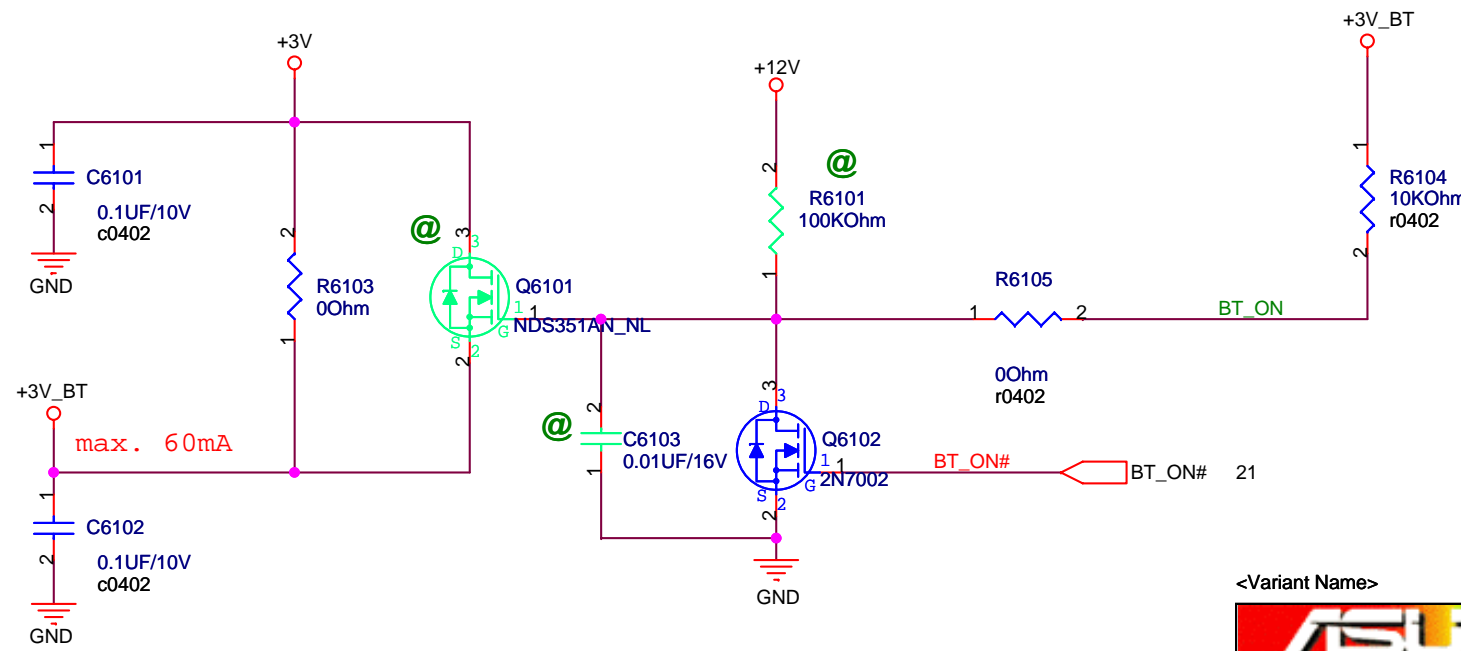 +3V_BT
+3V
+12V
1
2
@
1
C6101
R6104
10KOhm
r0402
R6101
100KOhm
2
0.1UF/10V
c0402
@
3
3
D
2
2
1
GND
R6103
0Ohm
Q6101
1
1
NDS351AN_NL
G
S
2
2
1
R6105
1
2
BT_ON
0Ohm
r0402
+3V_BT
max. 60mA
@
2
C6103
0.01UF/16V
1
3
3
D
Q6102
1
1
2N7002
G
S
2
2
BT_ON#
BT_ON#
21
1
C6102
2
0.1UF/10V
c0402
GND
GND
<Variant Name>